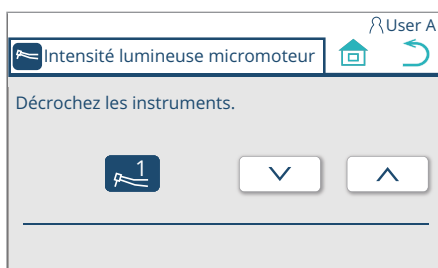 User A
Intensité lumineuse micromoteur
Décrochez les instruments.
1